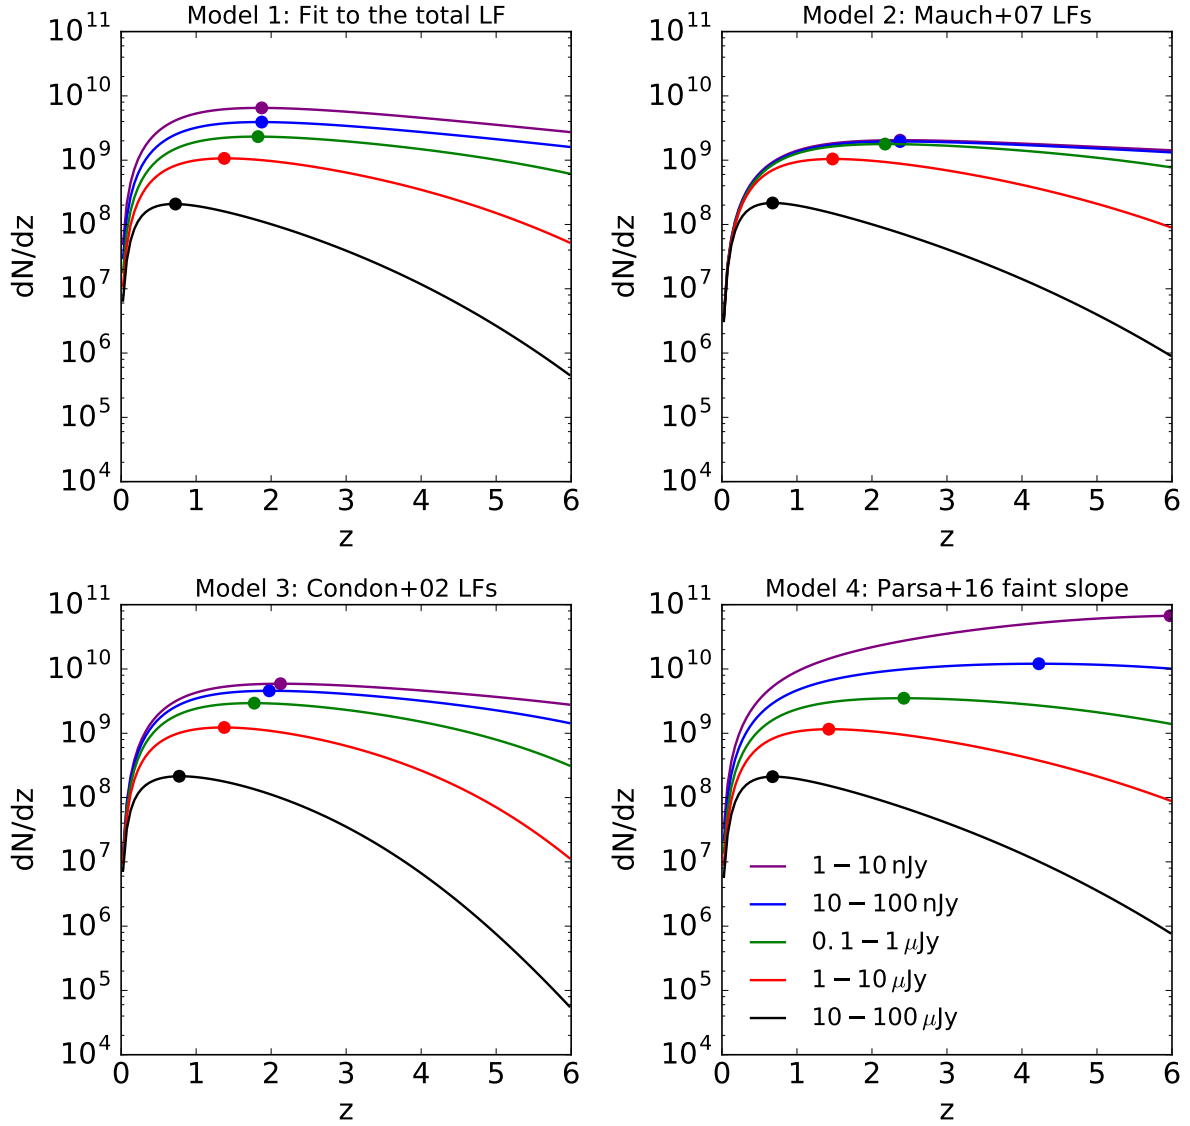 Model 1: Fit to the total LF
10^11
10^10
10^9
10^8
10^7
10^6
10^5
10^4
dN/dz
0 1 2 3 4 5 6
z
Model 2: Mauch+07 LFs
10^11
10^10
10^9
10^8
10^7
10^6
10^5
10^4
dN/dz
0 1 2 3 4 5 6
z
Model 3: Condon+02 LFs
10^11
10^10
10^9
10^8
10^7
10^6
10^5
10^4
dN/dz
0 1 2 3 4 5 6
z
Model 4: Parsa+16 faint slope
10^11
10^10
10^9
10^8
10^7
10^6
10^5
10^4
dN/dz
1 − 10 nJy
10 − 100 nJy
0.1 − 1 μJy
1 − 10 μJy
10 − 100 μJy
0 1 2 3 4 5 6
z